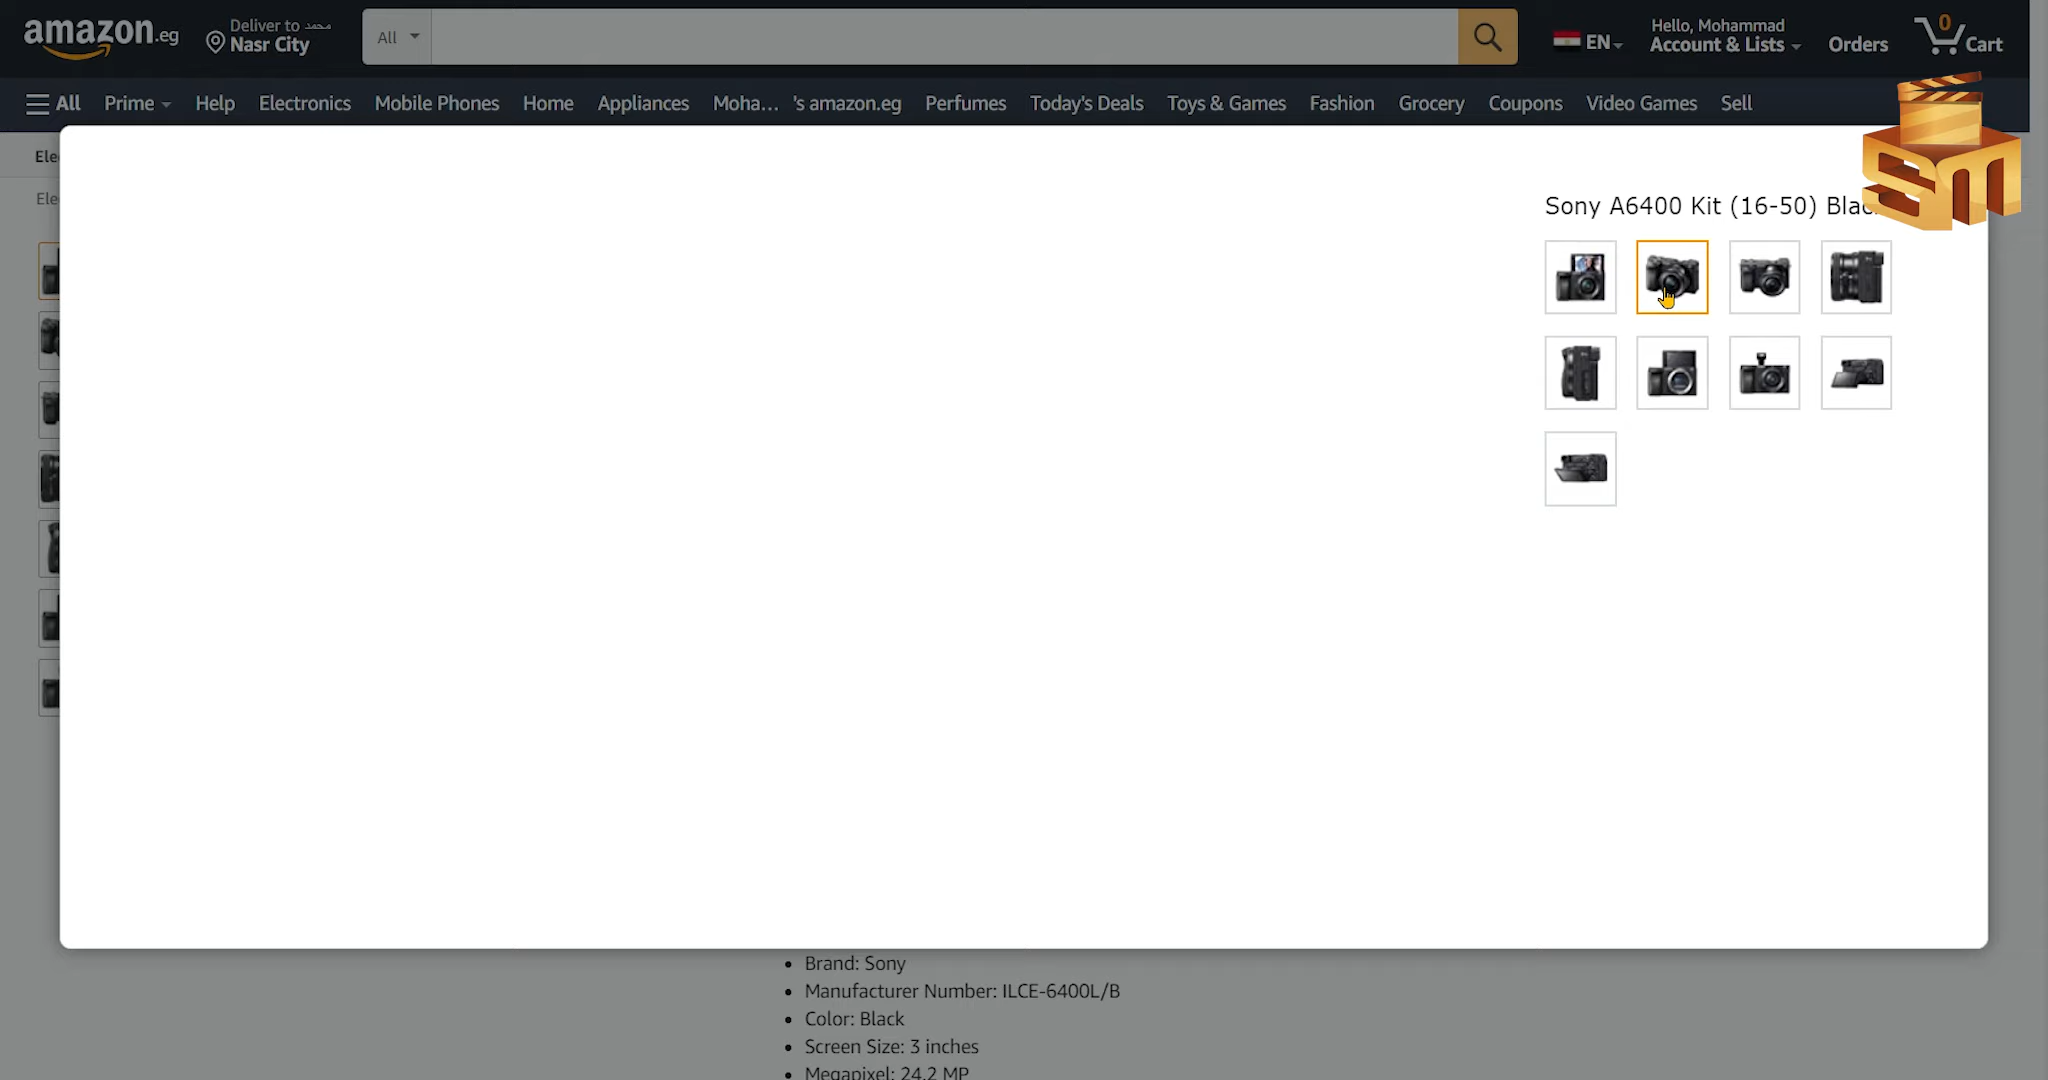 amazon.eg
Deliver to محمد
Nasr City
All
EN
Hello, Mohammad
Account & Lists
Orders
0
Cart
All
Prime
Help
Electronics
Mobile Phones
Home
Appliances
Moha... 's amazon.eg
Perfumes
Today's Deals
Toys & Games
Fashion
Grocery
Coupons
Video Games
Sell
SM
Ele
Ele
Sony A6400 Kit (16-50) Blac
• Brand: Sony
• Manufacturer Number: ILCE-6400L/B
• Color: Black
• Screen Size: 3 inches
• Megapixel: 24.2 MP